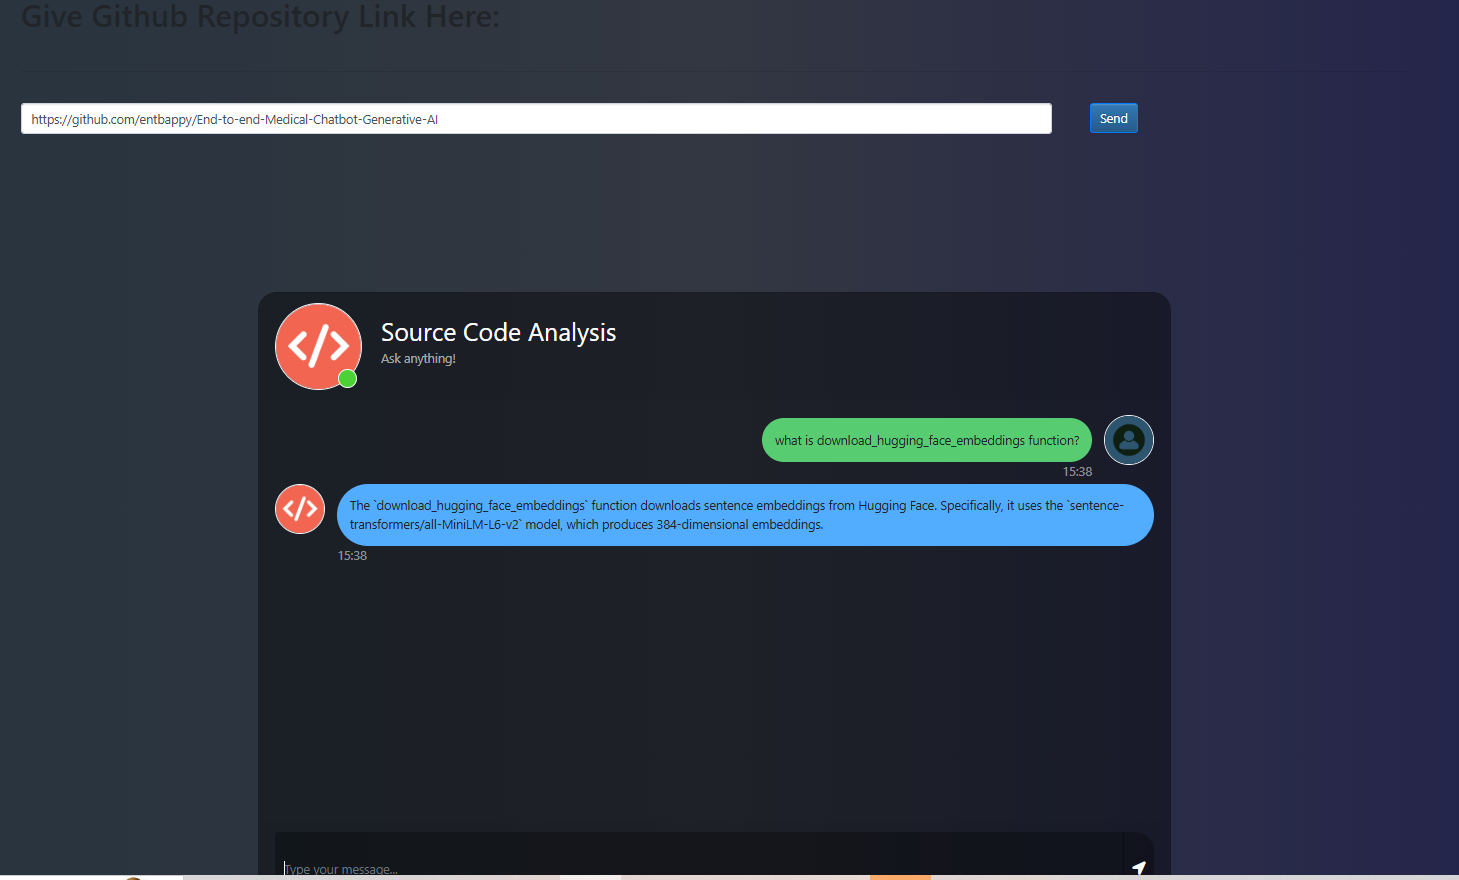 Give Github Repository Link Here:
https://github.com/entbappy/End-to-end-Medical-Chatbot-Generative-AI
Send
</>
Source Code Analysis
Ask anything!
what is download_hugging_face_embeddings function?
15:38
</>
The `download_hugging_face_embeddings` function downloads sentence embeddings from Hugging Face. Specifically, it uses the `sentence-
transformers/all-MiniLM-L6-v2` model, which produces 384-dimensional embeddings.
15:38
Type your message...